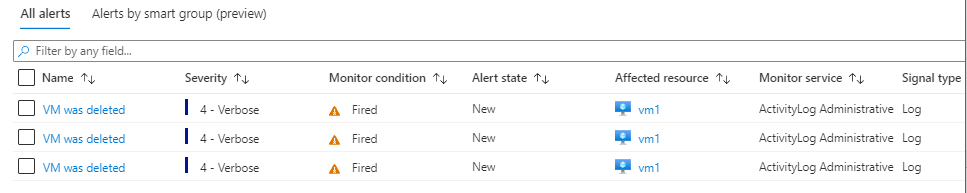 All alerts Alerts by smart group (preview)
Filter by any field...
Name ↑↓ Severity ↑↓ Monitor condition ↑↓ Alert state ↑↓ Affected resource ↑↓ Monitor service ↑↓ Signal type
VM was deleted 4 - Verbose Fired New vm1 ActivityLog Administrative Log
VM was deleted 4 - Verbose Fired New vm1 ActivityLog Administrative Log
VM was deleted 4 - Verbose Fired New vm1 ActivityLog Administrative Log